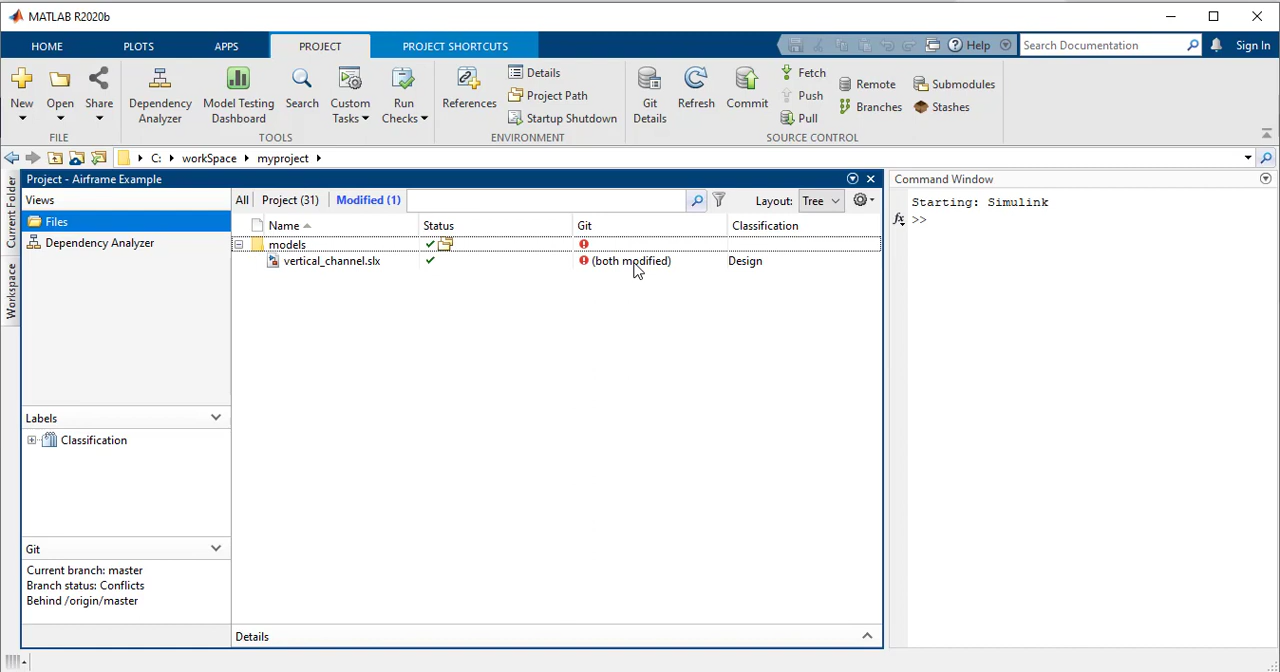 MATLAB R2020b
HOME PLOTS APPS PROJECT PROJECT SHORTCUTS Help Search Documentation Sign In
New Open Share Dependency Analyzer Model Testing Dashboard Search Custom Tasks Run Checks References Details Project Path Startup Shutdown Git Details Refresh Commit Fetch Push Pull Remote Branches Submodules Stashes
FILE TOOLS ENVIRONMENT SOURCE CONTROL
C: workSpace myproject
Current Folder
Workspace
Project - Airframe Example
Views
Files
Dependency Analyzer
Labels
Classification
Git
Current branch: master
Branch status: Conflicts
Behind /origin/master
All Project (31) Modified (1) Layout: Tree
Name Status Git Classification
models
vertical_channel.slx (both modified) Design
Details
Command Window
Starting: Simulink
fx >>